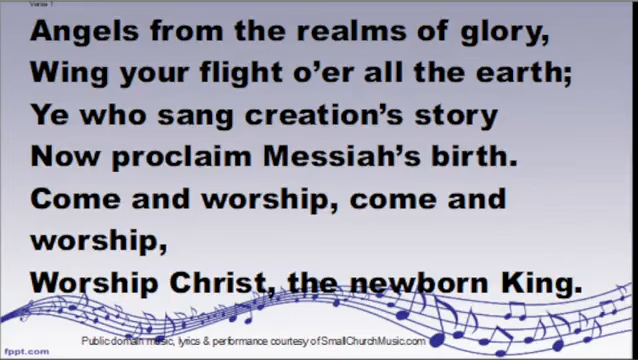 Verse 1
Angels from the realms of glory,
Wing your flight o’er all the earth;
Ye who sang creation’s story
Now proclaim Messiah’s birth.
Come and worship, come and
worship,
Worship Christ, the newborn King.
Public domain music, lyrics & performance courtesy of SmallChurchMusic.com
fppt.com